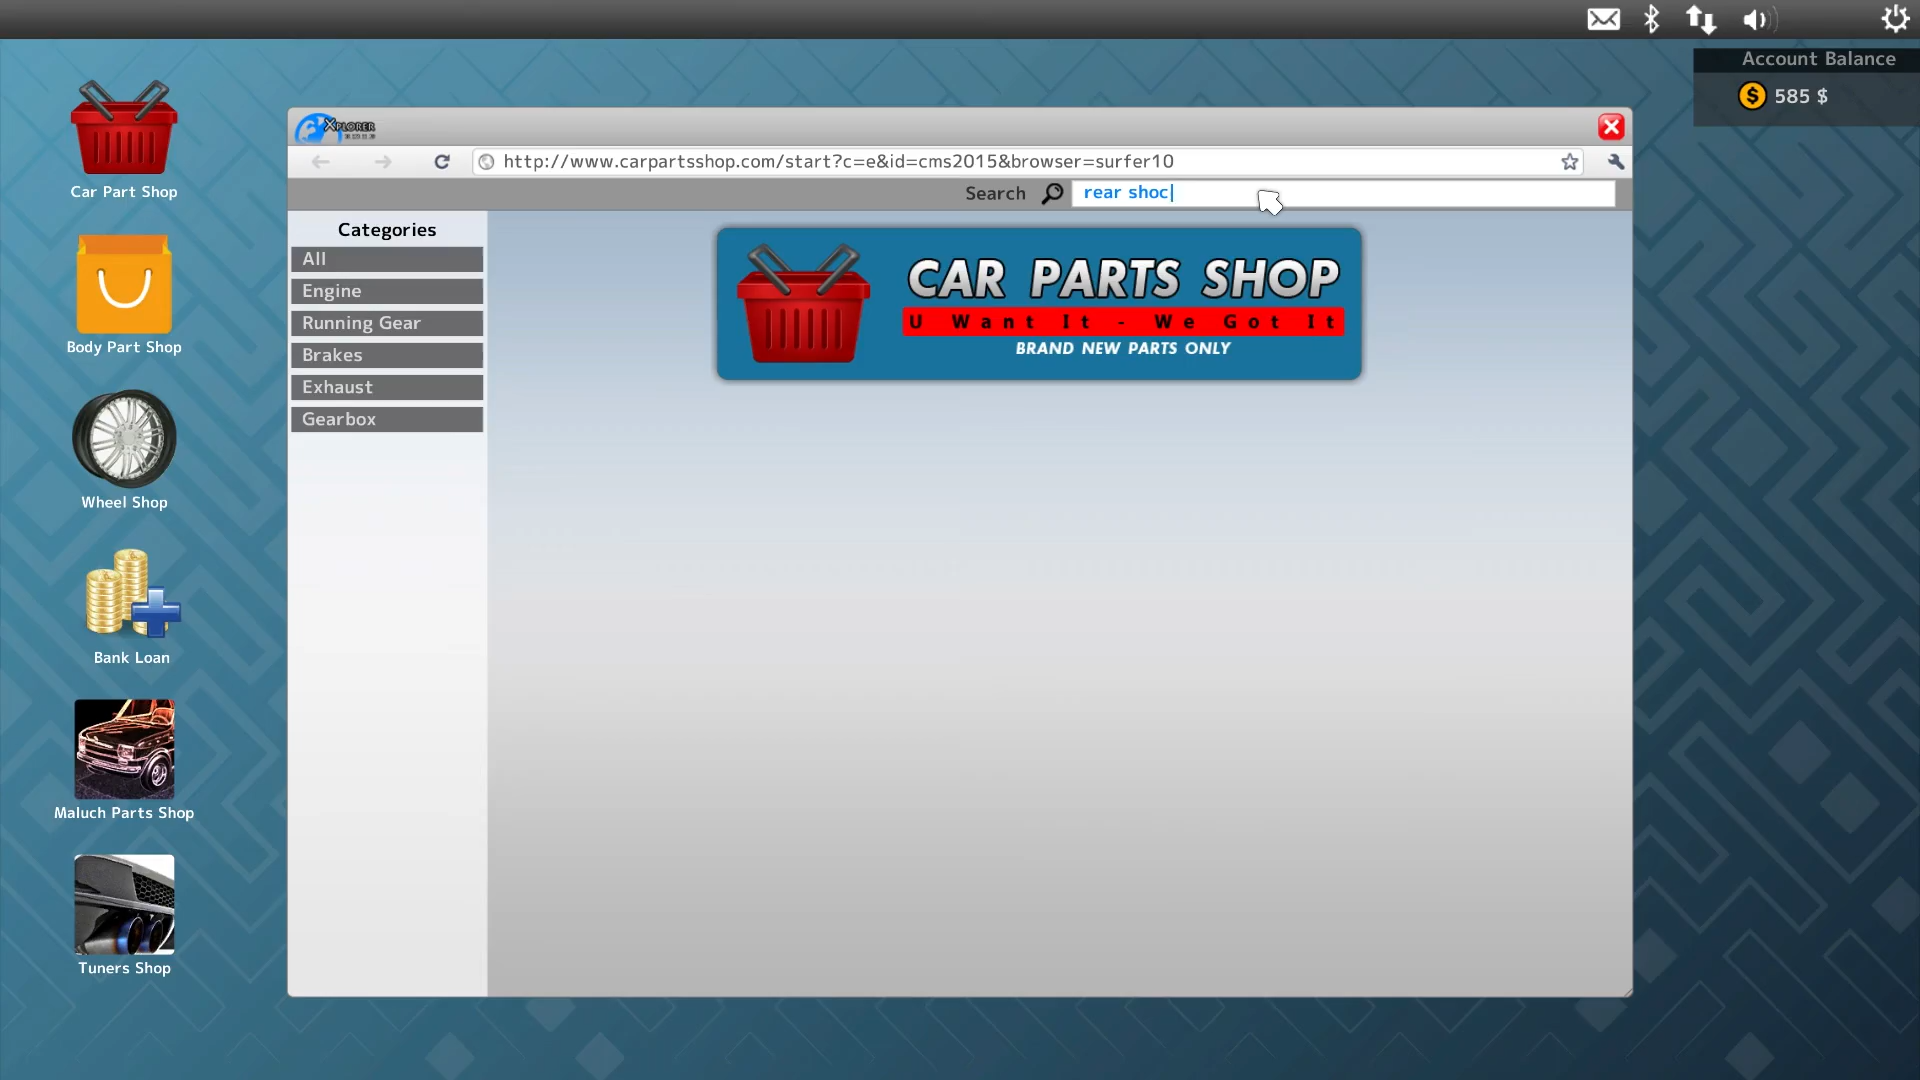 Account Balance
585 $
Car Part Shop
Body Part Shop
Wheel Shop
Bank Loan
Maluch Parts Shop
Tuners Shop
XPLORER
http://www.carpartsshop.com/start?c=e&id=cms2015&browser=surfer10
Search
rear shoc
Categories
All
Engine
Running Gear
Brakes
Exhaust
Gearbox
CAR PARTS SHOP
U Want It - We Got It
BRAND NEW PARTS ONLY